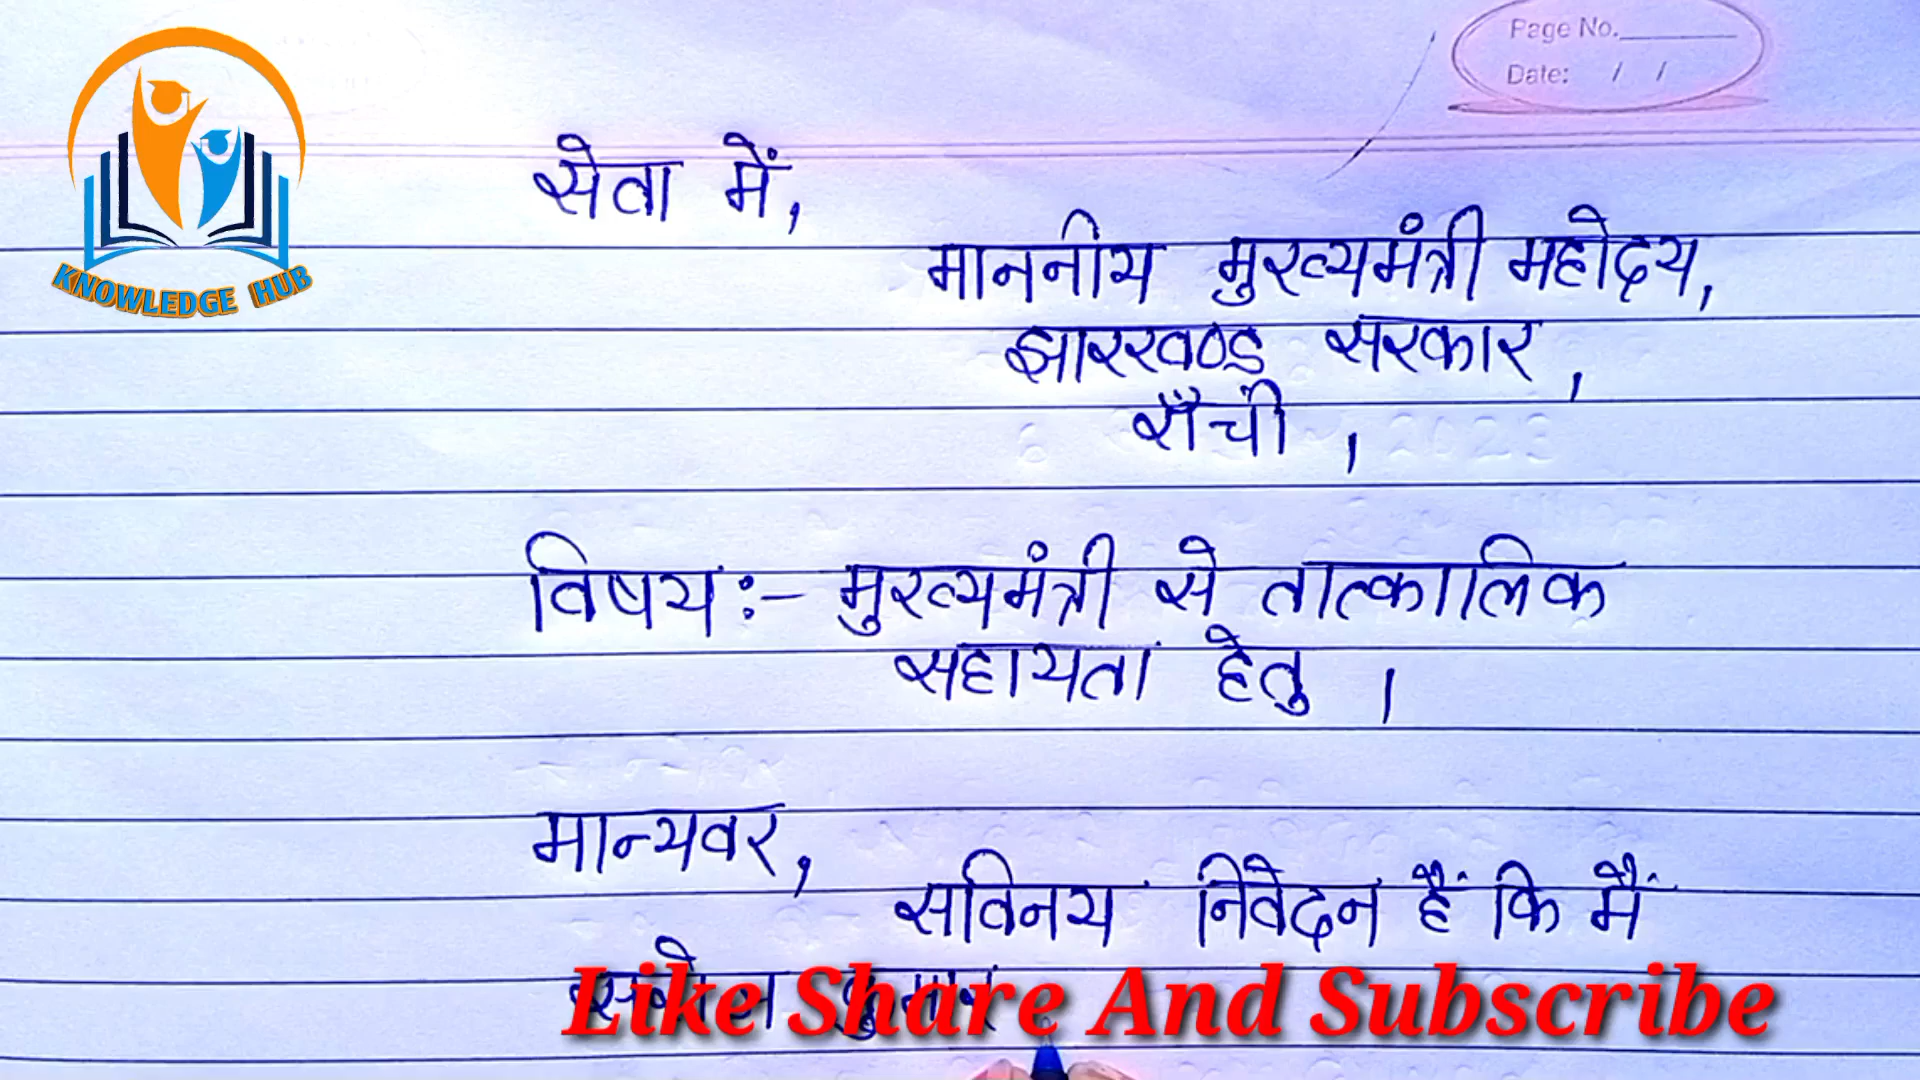 Page No.
Date: / /
KNOWLEDGE HUB
सेवा में,
माननीय मुख्यमंत्री महोदय,
झारखण्ड सरकार,
राँची ।
विषय :- मुख्यमंत्री से तात्कालिक
सहायता हेतु ।
मान्यवर,
सविनय निवेदन हैं कि मैं
कुमार
Like Share And Subscribe